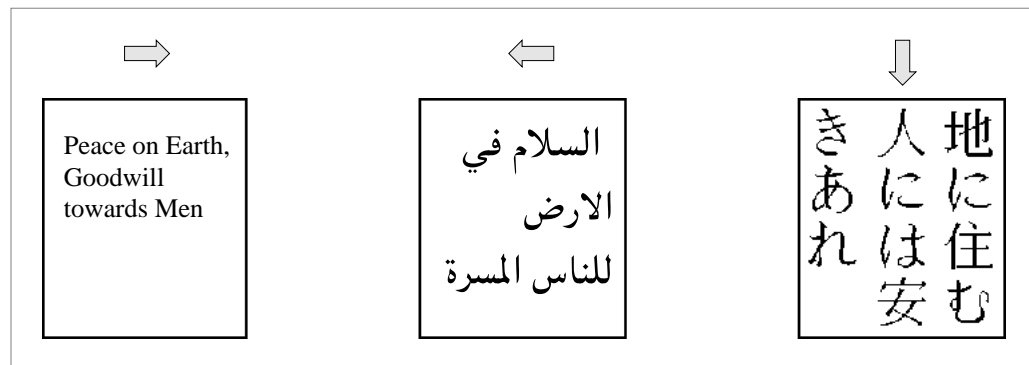 Peace on Earth,
Goodwill
towards Men
السلام في
الارض
للناس المسرة
地に住む
人には安
きあれ